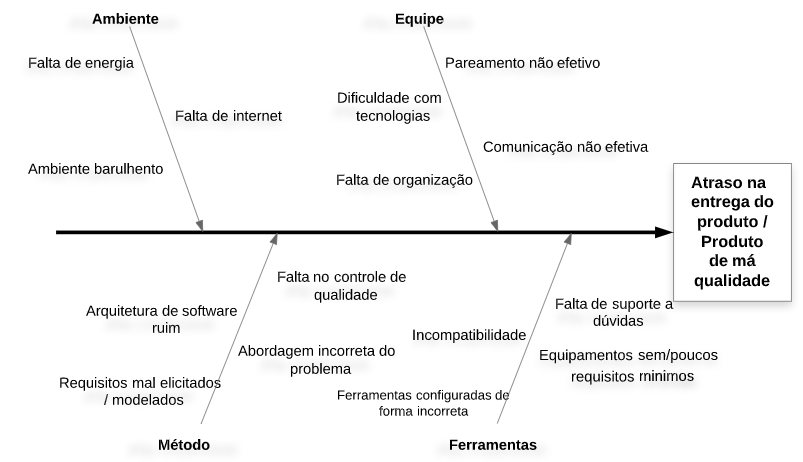 Ambiente
Equipe
Falta de energia
Pareamento não efetivo
Dificuldade com
tecnologias
Falta de internet
Comunicação não efetiva
Ambiente barulhento
Falta de organização
Atraso na
entrega do
produto /
Produto
de má
qualidade
Falta no controle de
qualidade
Arquitetura de software
ruim
Falta de suporte a
dúvidas
Incompatibilidade
Abordagem incorreta do
problema
Equipamentos sem/poucos
requisitos minimos
Requisitos mal elicitados
/ modelados
Ferramentas configuradas de
forma incorreta
Método
Ferramentas